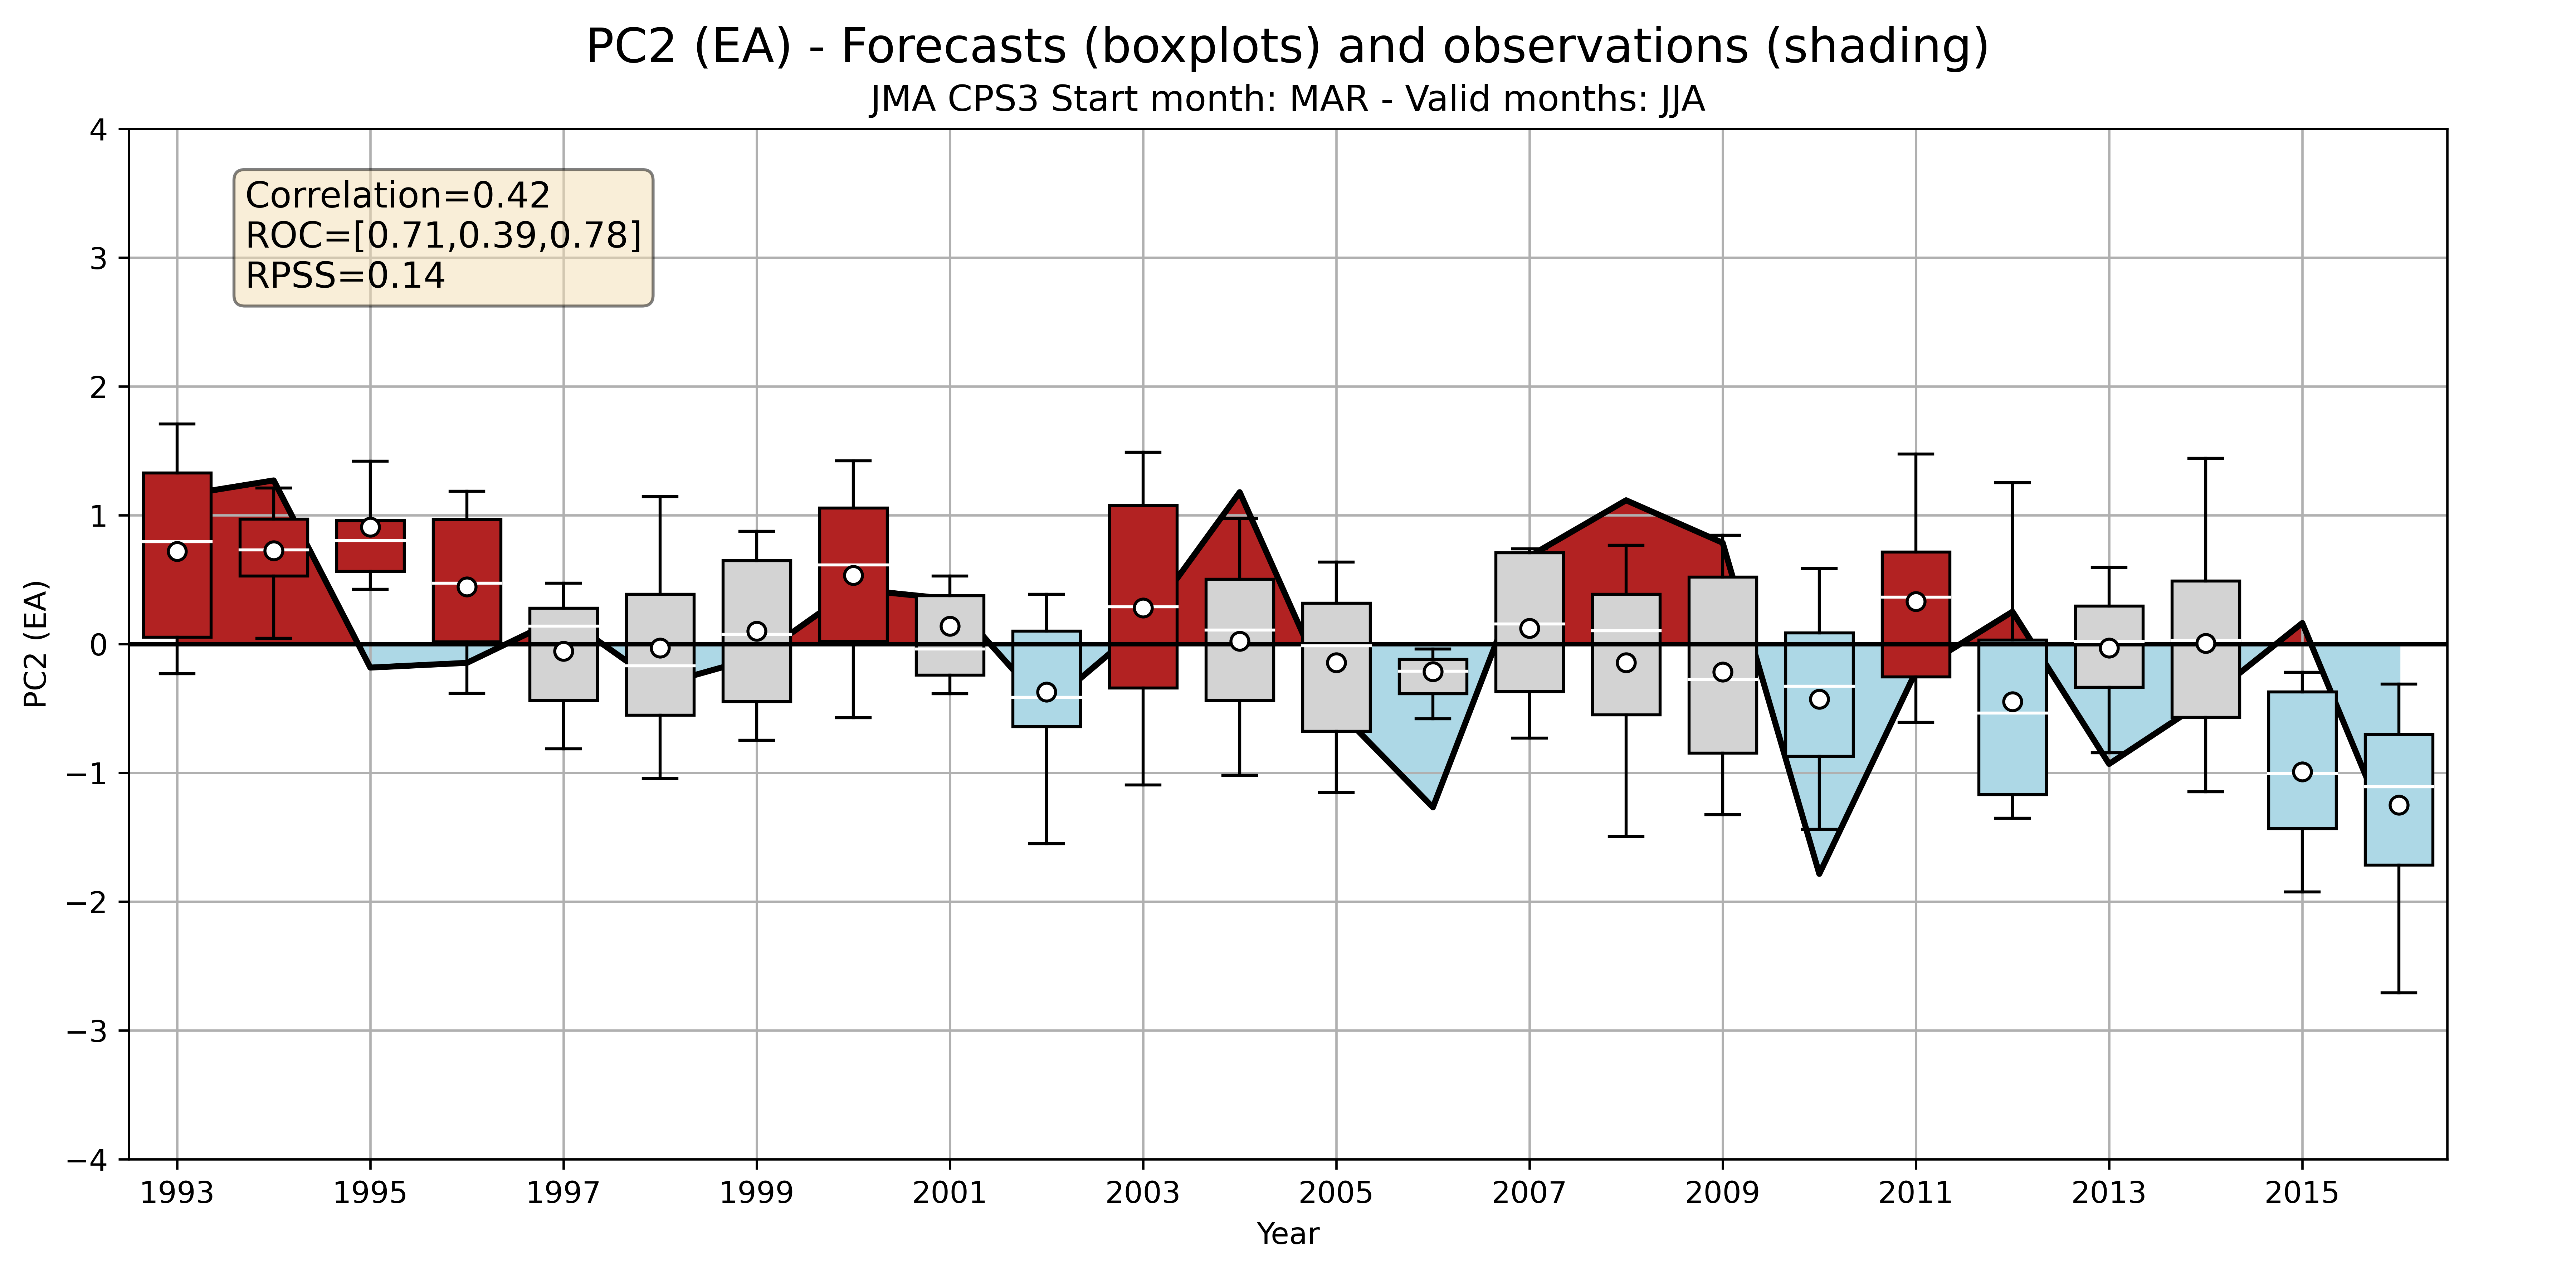 PC2 (EA) - Forecasts (boxplots) and observations (shading)
JMA CPS3 Start month: MAR - Valid months: JJA
Correlation=0.42
ROC=[0.71,0.39,0.78]
RPSS=0.14
PC2 (EA)
4
3
2
1
0
−1
−2
−3
−4
1993 1995 1997 1999 2001 2003 2005 2007 2009 2011 2013 2015
Year